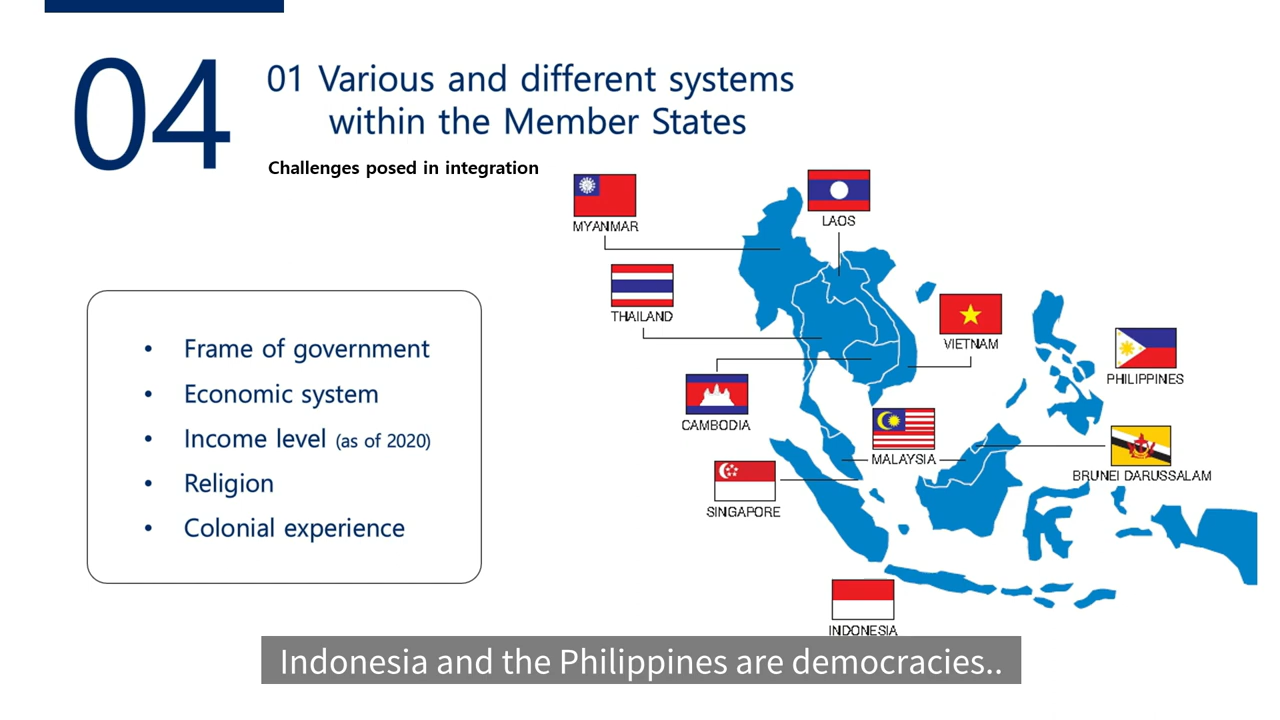 04
01 Various and different systems
within the Member States
Challenges posed in integration
MYANMAR
LAOS
THAILAND
VIETNAM
PHILIPPINES
CAMBODIA
MALAYSIA
BRUNEI DARUSSALAM
SINGAPORE
INDONESIA
• Frame of government
• Economic system
• Income level (as of 2020)
• Religion
• Colonial experience
Indonesia and the Philippines are democracies..